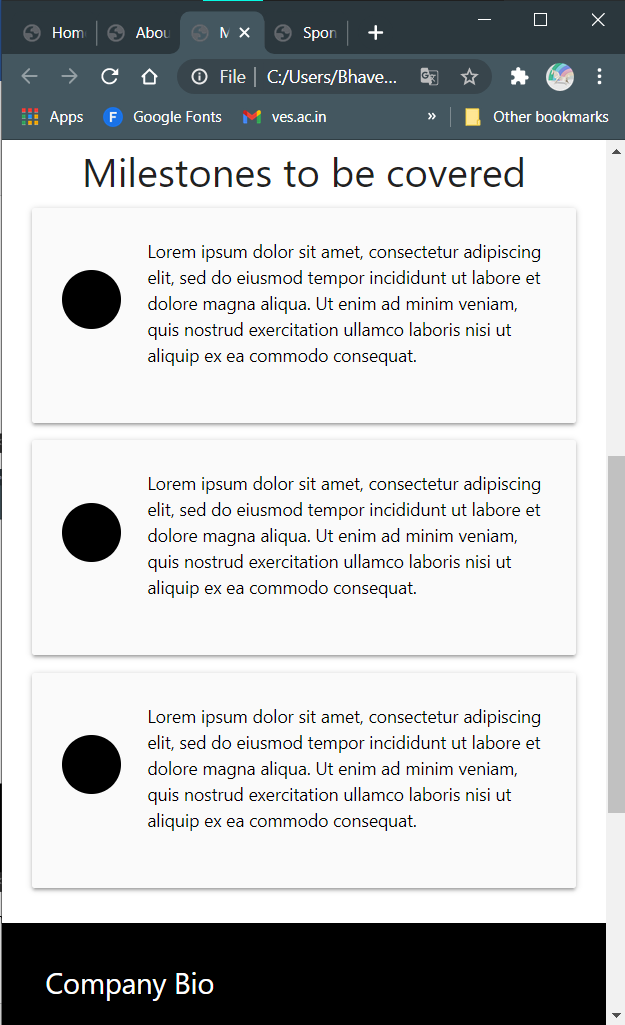 Hom
Abou
M
Spon
File
C:/Users/Bhave...
Apps
F
Google Fonts
ves.ac.in
»
Other bookmarks
Milestones to be covered
Lorem ipsum dolor sit amet, consectetur adipiscing
elit, sed do eiusmod tempor incididunt ut labore et
dolore magna aliqua. Ut enim ad minim veniam,
quis nostrud exercitation ullamco laboris nisi ut
aliquip ex ea commodo consequat.
Lorem ipsum dolor sit amet, consectetur adipiscing
elit, sed do eiusmod tempor incididunt ut labore et
dolore magna aliqua. Ut enim ad minim veniam,
quis nostrud exercitation ullamco laboris nisi ut
aliquip ex ea commodo consequat.
Lorem ipsum dolor sit amet, consectetur adipiscing
elit, sed do eiusmod tempor incididunt ut labore et
dolore magna aliqua. Ut enim ad minim veniam,
quis nostrud exercitation ullamco laboris nisi ut
aliquip ex ea commodo consequat.
Company Bio